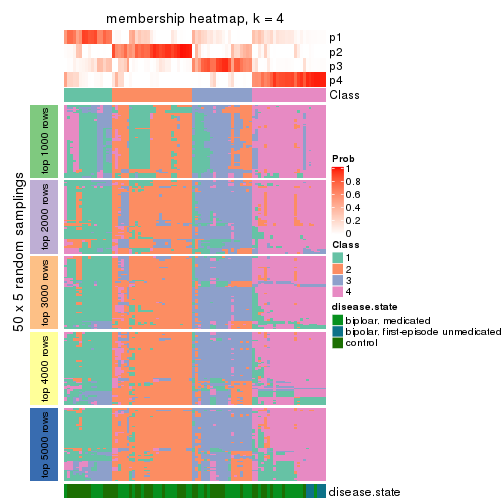 membership heatmap, k = 4
p1
p2
p3
p4
Class
50 x 5 random samplings
top 1000 rows
top 2000 rows
top 3000 rows
top 4000 rows
top 5000 rows
Prob
1
0.8
0.6
0.4
0.2
0
Class
1
2
3
4
disease.state
bipolar. medicated
bipolar. first-episode unmedicated
control
disease.state